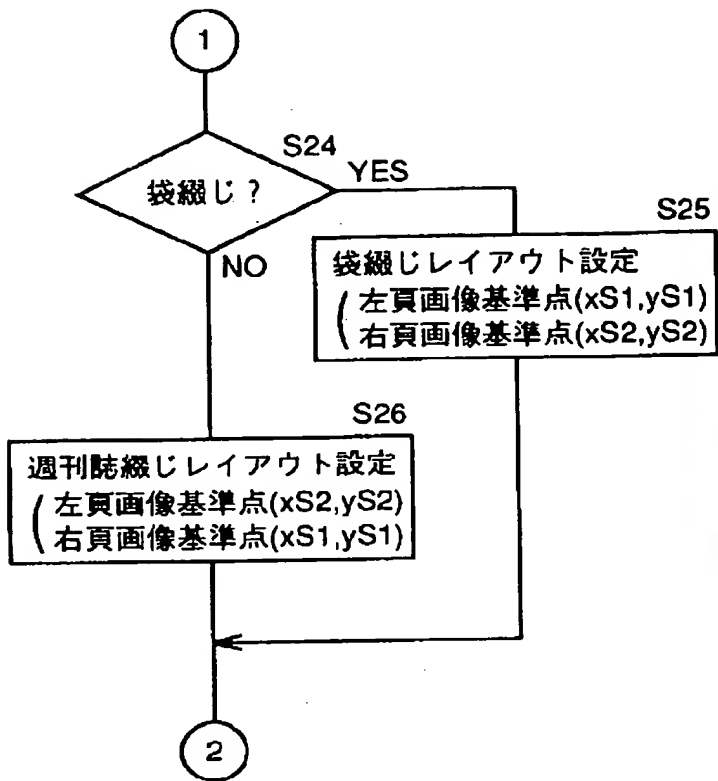 1
S24
袋綴じ？
YES
NO
S25
袋綴じレイアウト設定
(左頁画像基準点(xS1,yS1)
右頁画像基準点(xS2,yS2)
S26
週刊誌綴じレイアウト設定
(左頁画像基準点(xS2,yS2)
右頁画像基準点(xS1,yS1)
2